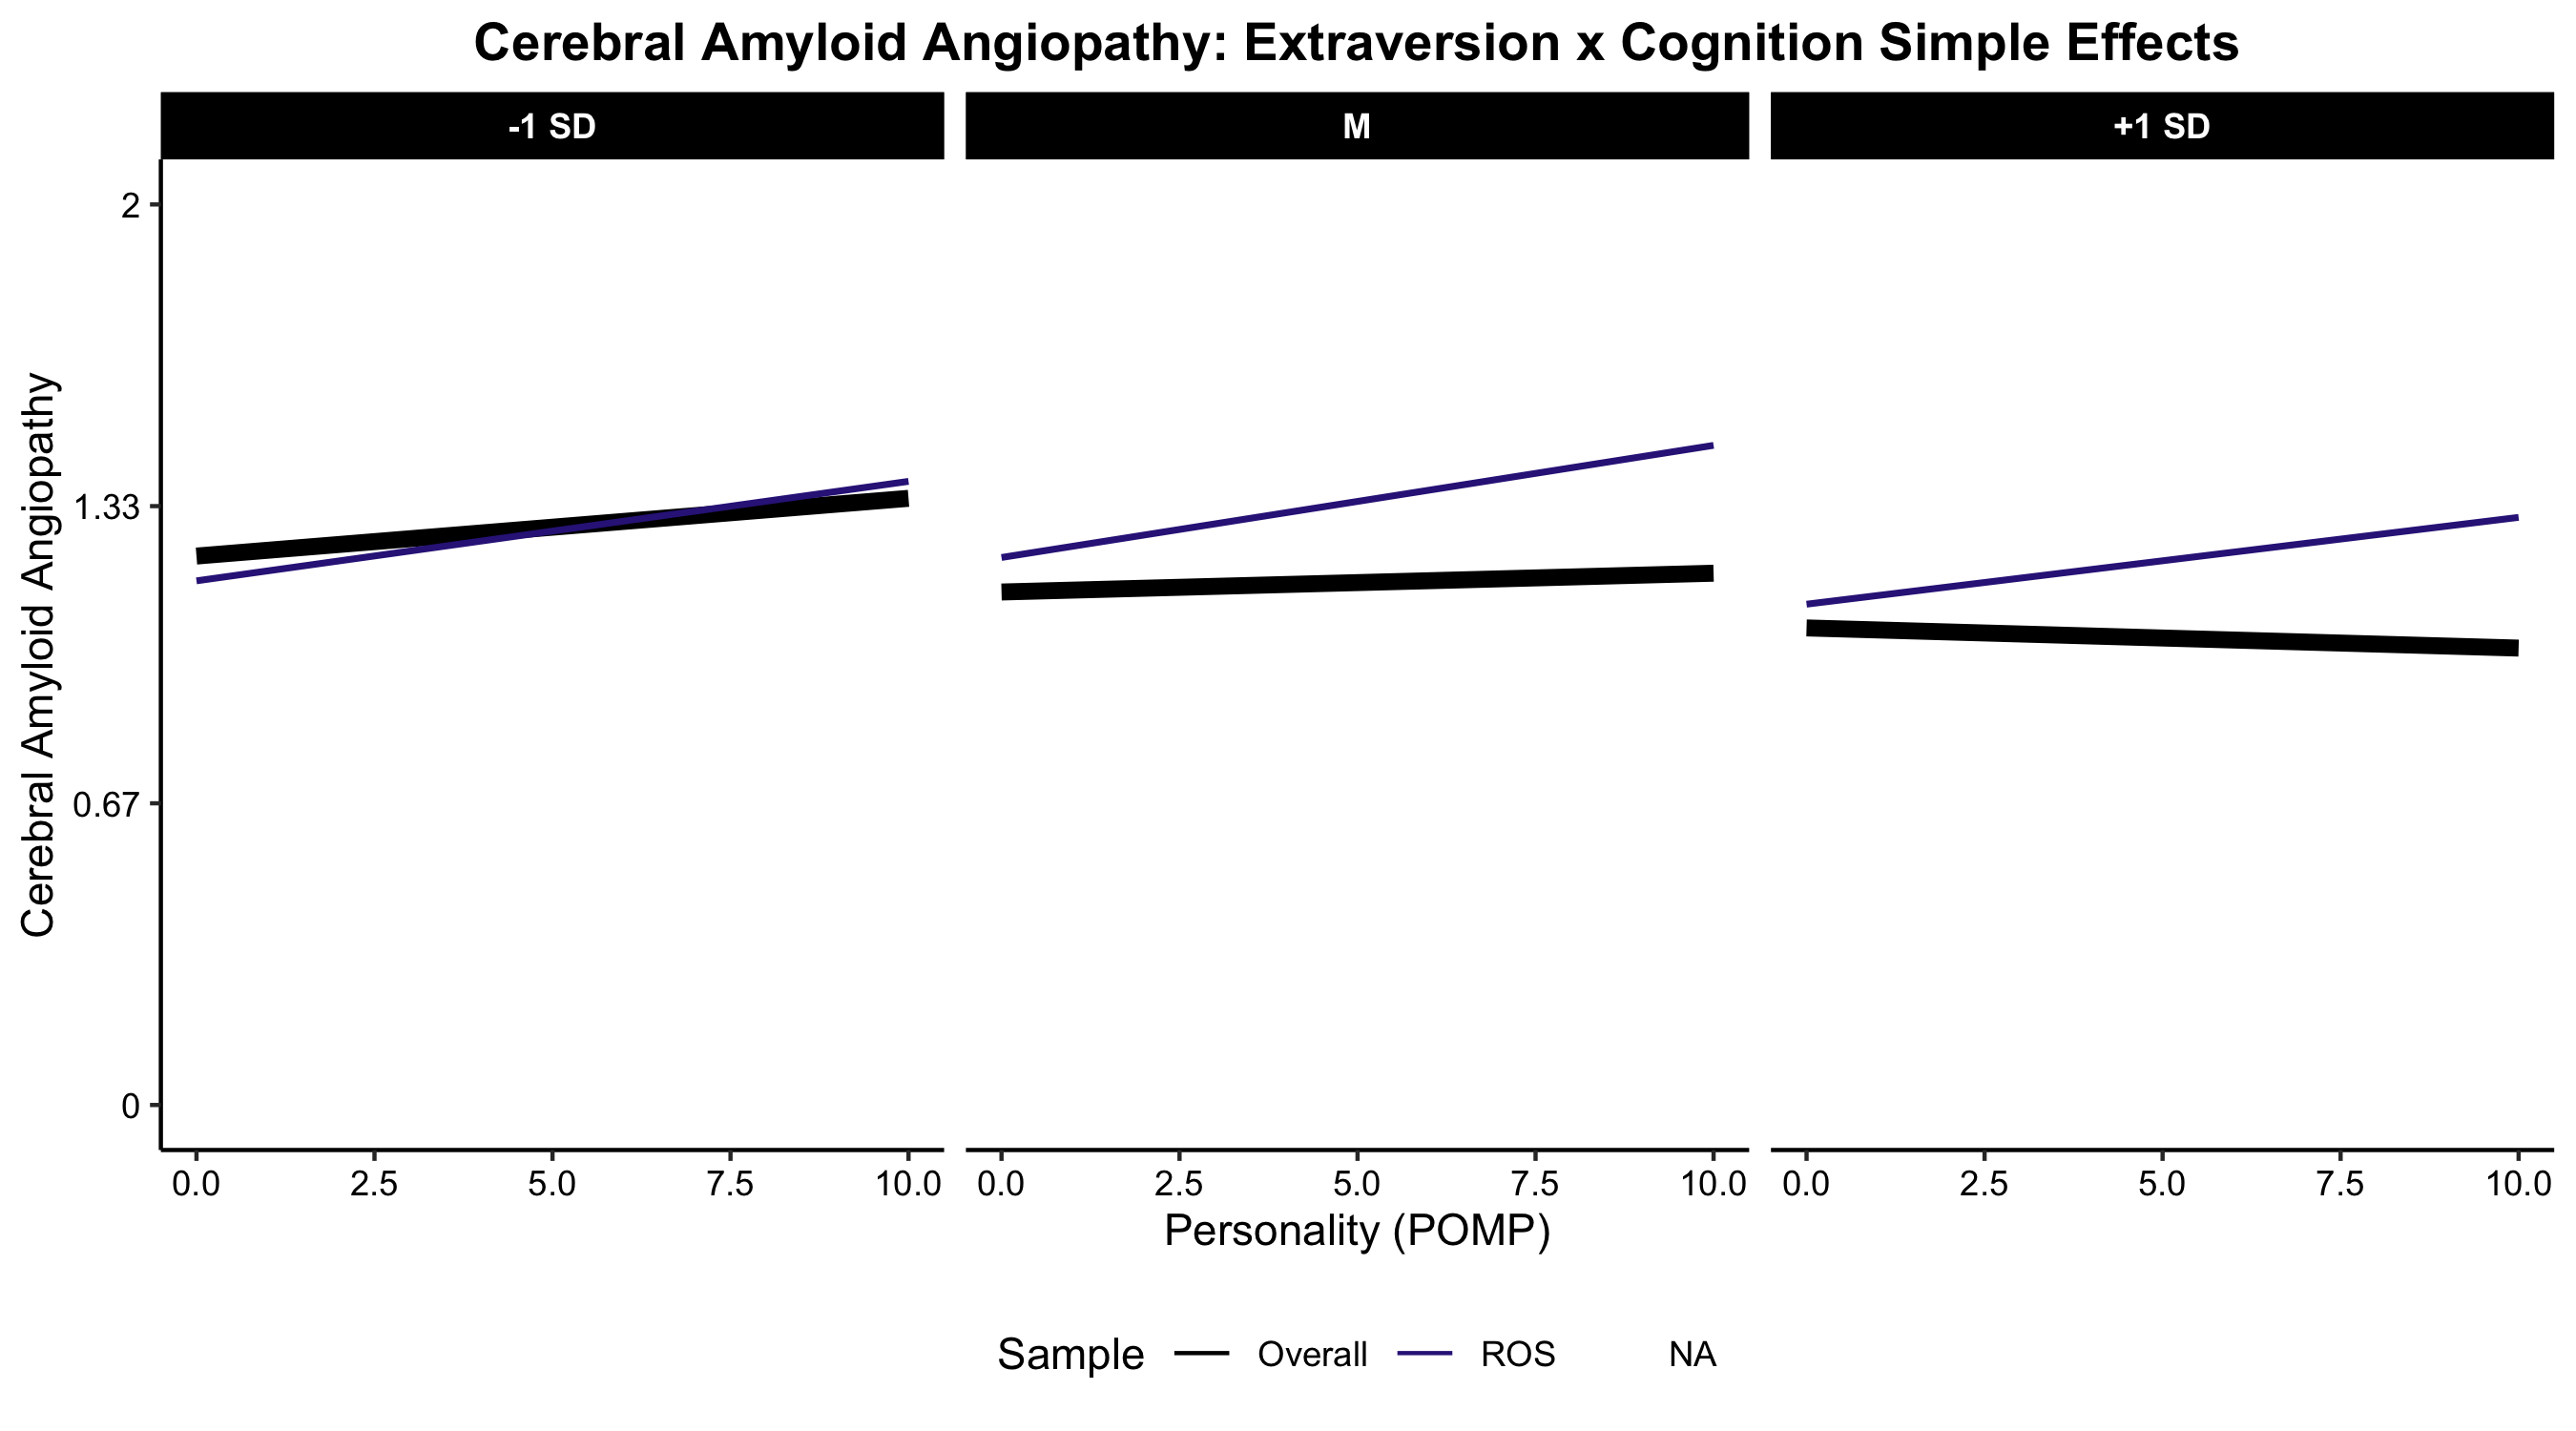 Cerebral Amyloid Angiopathy: Extraversion x Cognition Simple Effects
-1 SD
M
+1 SD
Cerebral Amyloid Angiopathy
2
1.33
0.67
0
0.0 2.5 5.0 7.5 10.0
0.0 2.5 5.0 7.5 10.0
0.0 2.5 5.0 7.5 10.0
Personality (POMP)
Sample Overall ROS NA